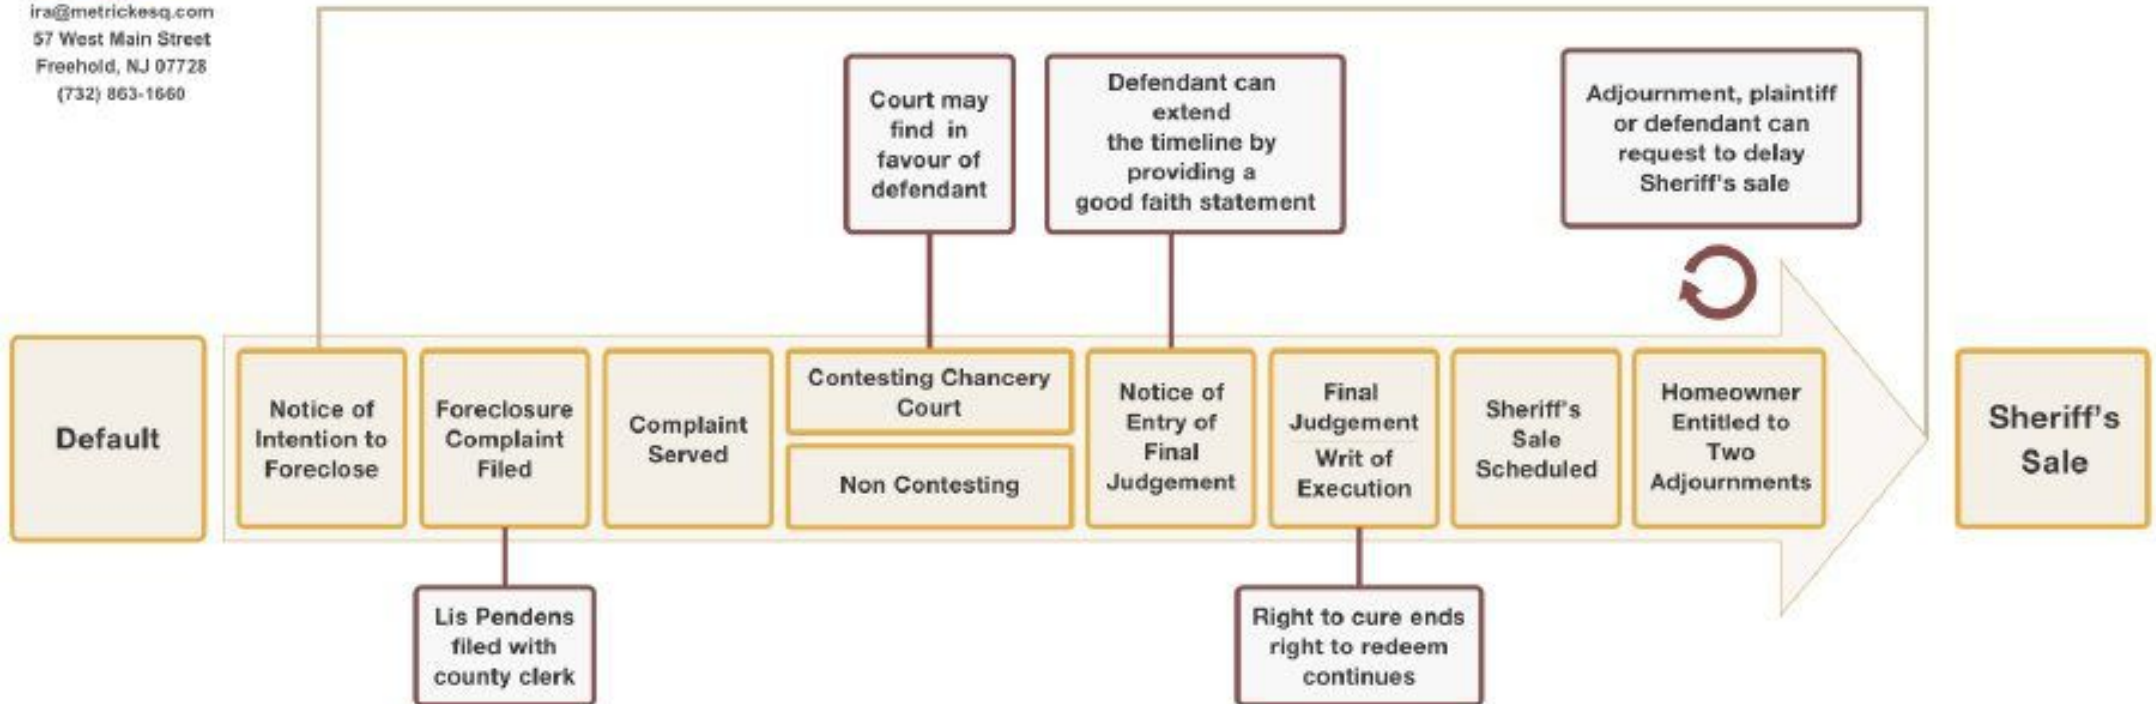 ira@metrickesq.com
57 West Main Street
Freehold, NJ 07728
(732) 863-1660
Court may
find in
favour of
defendant
Defendant can
extend
the timeline by
providing a
good faith statement
Adjournment, plaintiff
or defendant can
request to delay
Sheriff's sale
Default
Notice of
Intention to
Foreclose
Foreclosure
Complaint
Filed
Complaint
Served
Contesting Chancery
Court
Non Contesting
Notice of
Entry of
Final
Judgement
Final
Judgement
Writ of
Execution
Sheriff's
Sale
Scheduled
Homeowner
Entitled to
Two
Adjournments
Sheriff's
Sale
Lis Pendens
filed with
county clerk
Right to cure ends
right to redeem
continues